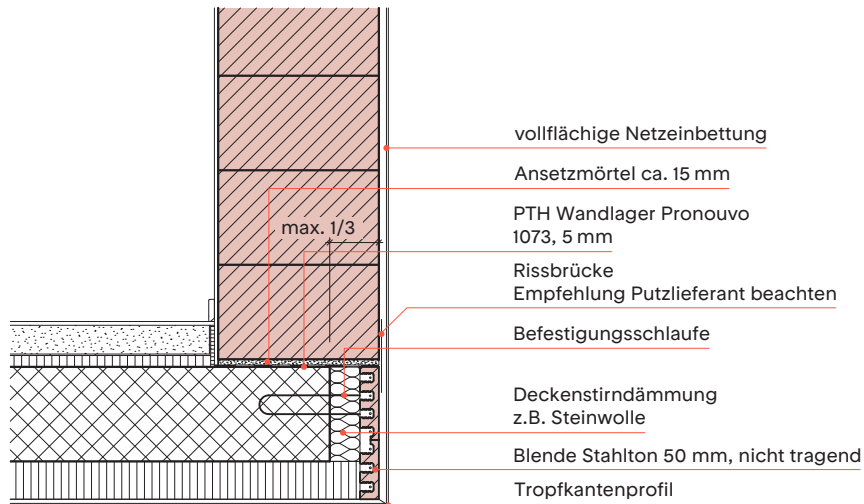 vollflächige Netzeinbettung
Ansetzmörtel ca. 15 mm
max. 1/3
PTH Wandlager Pronouvo
1073, 5 mm
Rissbrücke
Empfehlung Putzlieferant beachten
Befestigungsschlaufe
Deckenstirndämmung
z.B. Steinwolle
Blende Stahlton 50 mm, nicht tragend
Tropfkantenprofil